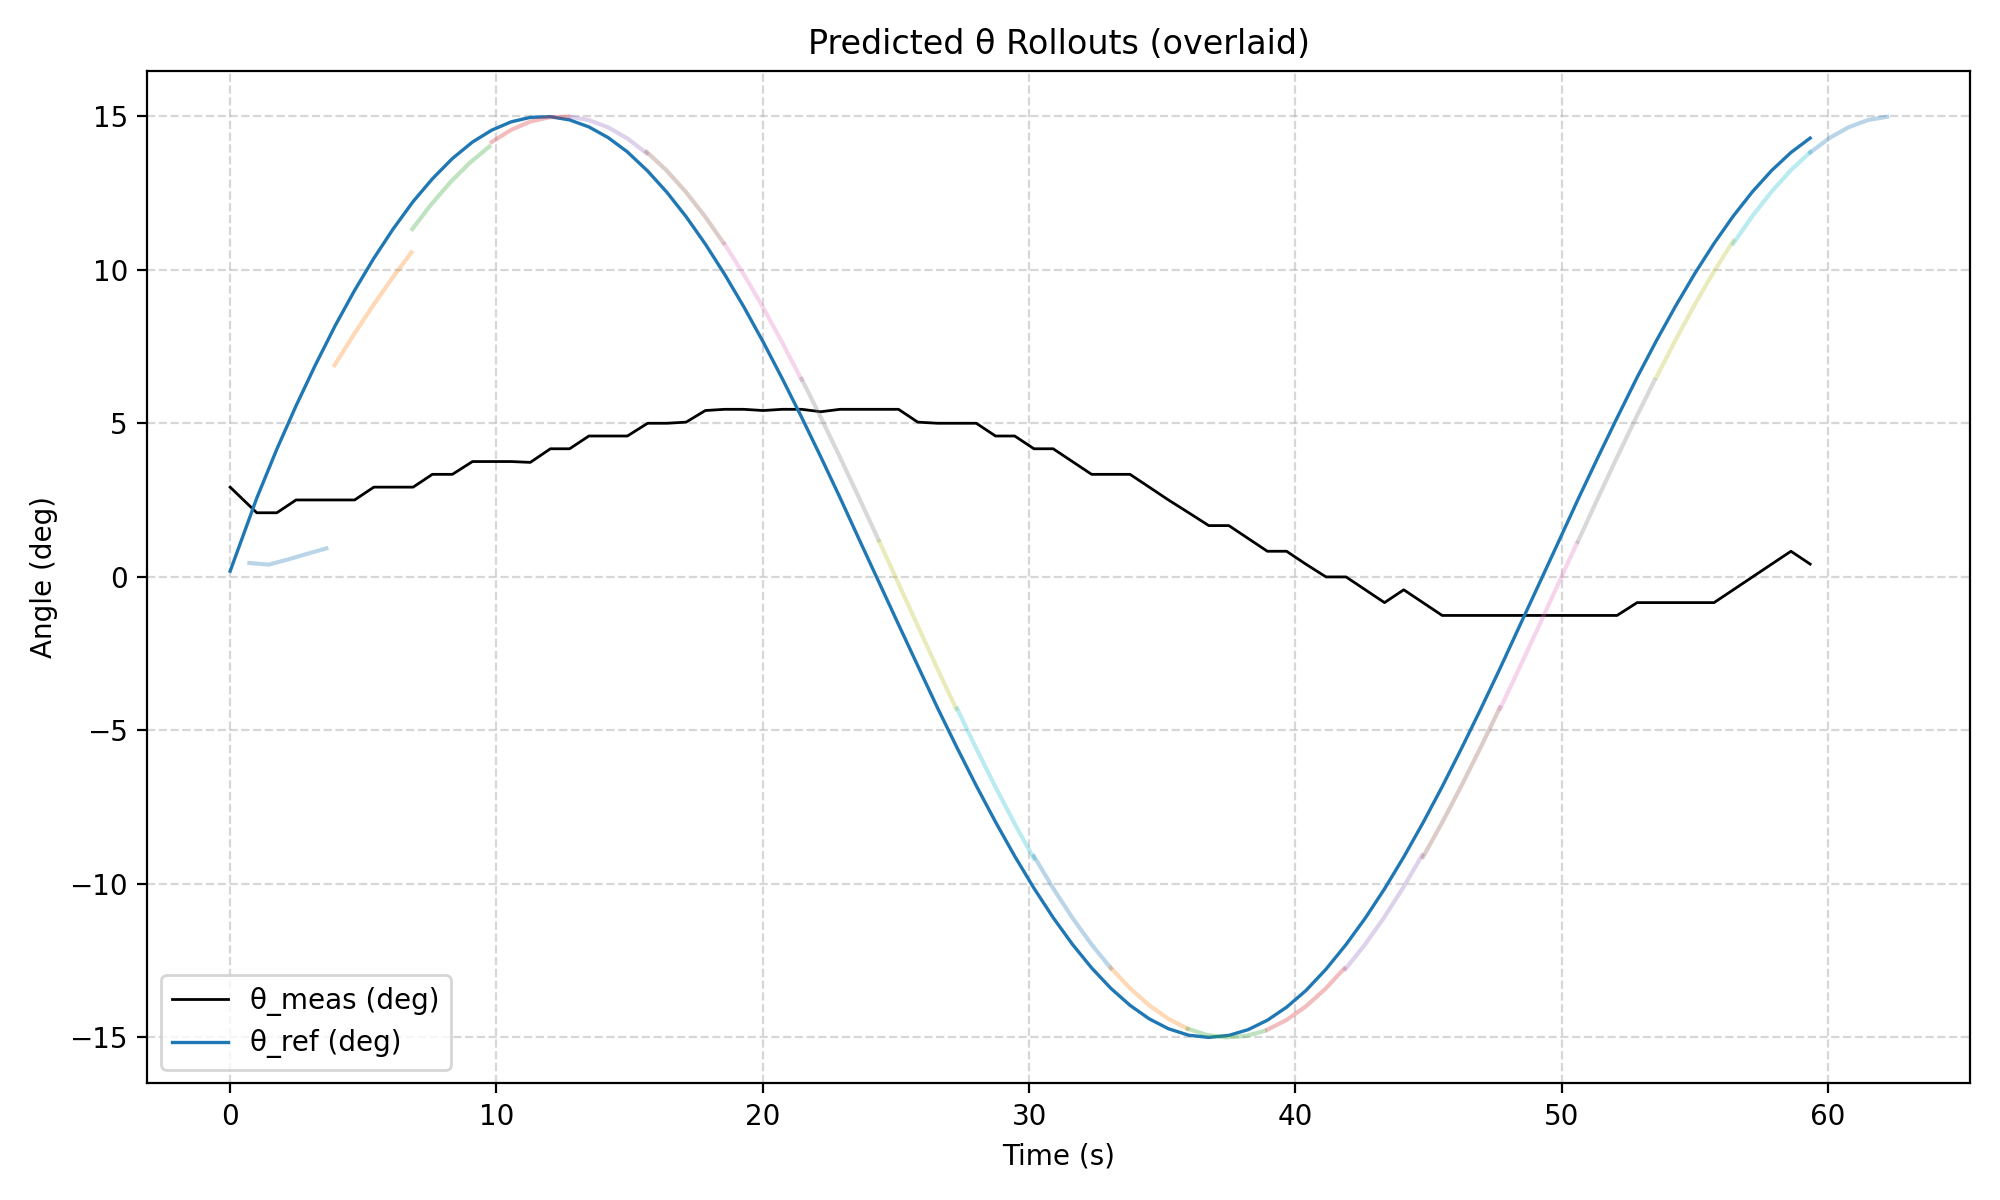 Predicted θ Rollouts (overlaid)
Angle (deg)
15
10
5
0
−5
−10
−15
θ_meas (deg)
θ_ref (deg)
0 10 20 30 40 50 60
Time (s)